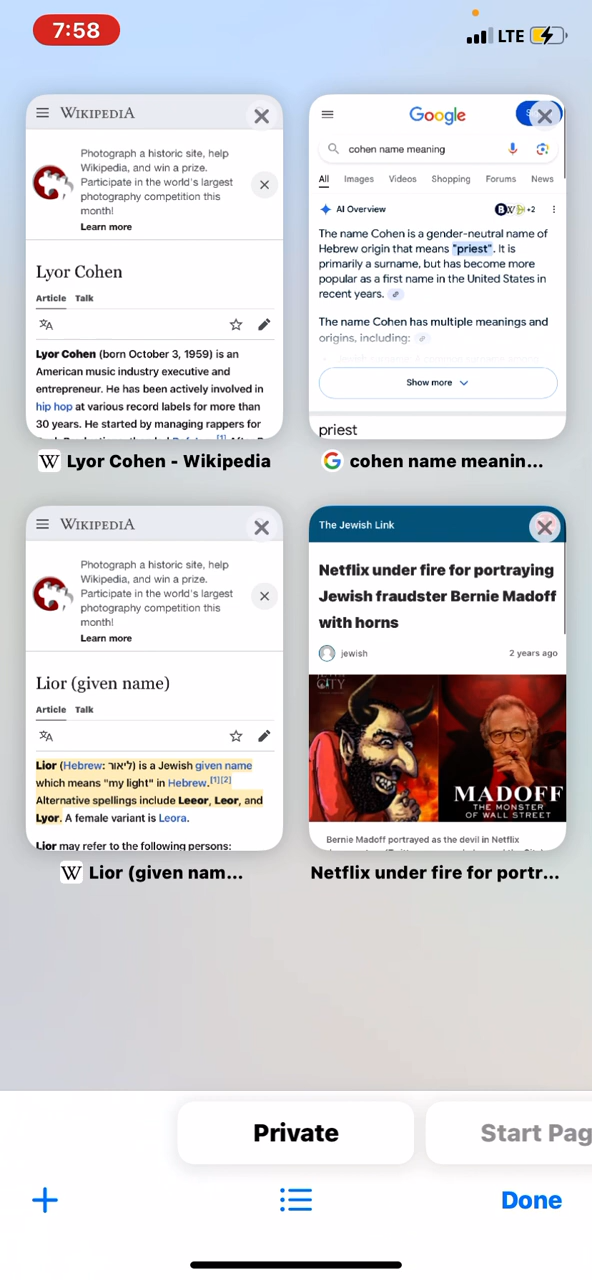 7:58
LTE
WIKIPEDIA
Photograph a historic site, help
Wikipedia, and win a prize.
Participate in the world's largest
photography competition this
month!
Learn more
Lyor Cohen
Article Talk
Lyor Cohen (born October 3, 1959) is an
American music industry executive and
entrepreneur. He has been actively involved in
hip hop at various record labels for more than
30 years. He started by managing rappers for
Lyor Cohen - Wikipedia
Google
cohen name meaning
All Images Videos Shopping Forums News
AI Overview
+2
The name Cohen is a gender-neutral name of
Hebrew origin that means "priest". It is
primarily a surname, but has become more
popular as a first name in the United States in
recent years.
The name Cohen has multiple meanings and
origins, including:
Show more
priest
cohen name meanin...
WIKIPEDIA
Photograph a historic site, help
Wikipedia, and win a prize.
Participate in the world's largest
photography competition this
month!
Learn more
Lior (given name)
Article Talk
Lior (Hebrew: ליאור) is a Jewish given name
which means "my light" in Hebrew.[1][2]
Alternative spellings include Leeor, Leor, and
Lyor. A female variant is Leora.
Lior may refer to the following persons:
Lior (given nam...
The Jewish Link
Netflix under fire for portraying
Jewish fraudster Bernie Madoff
with horns
jewish 2 years ago
CITY
MADOFF
THE MONSTER
OF WALL STREET
Bernie Madoff portrayed as the devil in Netflix
Netflix under fire for portr...
Private
Start Pag
Done